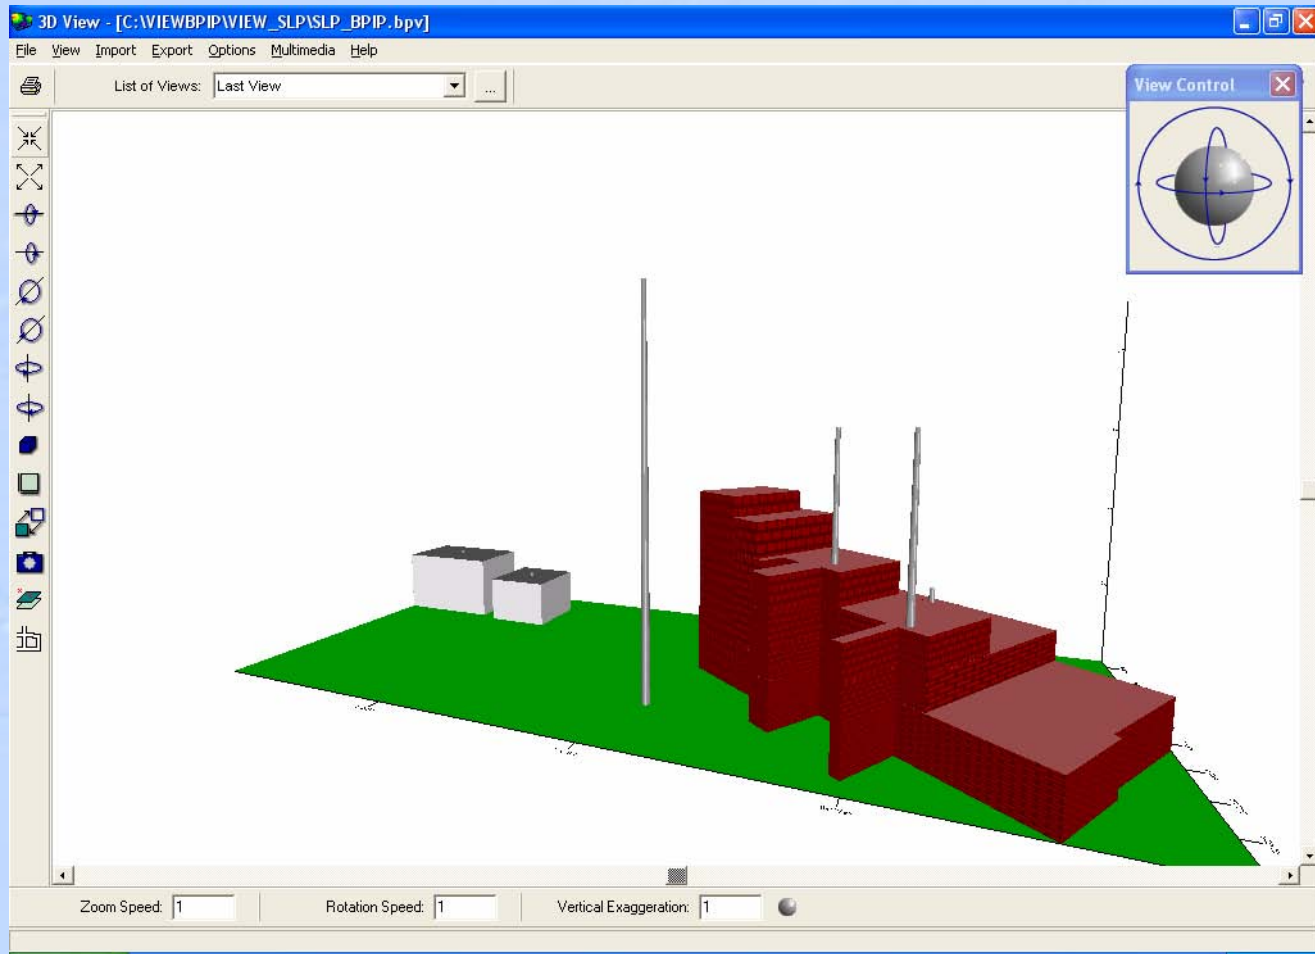 3D View - [C:\VIEWBPIP\VIEW_SLP\SLP_BPIP.bpv]
File View Import Export Options Multimedia Help
List of Views: Last View ...
View Control
Zoom Speed: 1 Rotation Speed: 1 Vertical Exaggeration: 1